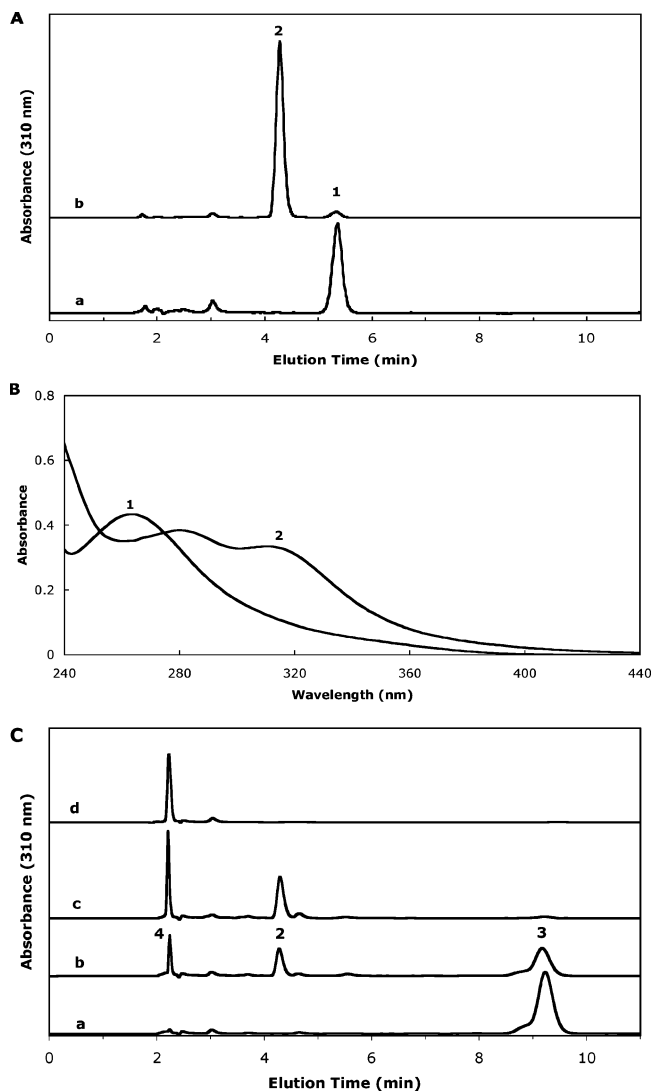 A
Absorbance (310 nm)
2
1
b
a
0 2 4 6 8 10
Elution Time (min)
B
0.8
0.6
0.4
0.2
0
Absorbance
1
2
240 280 320 360 400 440
Wavelength (nm)
C
Absorbance (310 nm)
d
c
4 2 3
b
a
0 2 4 6 8 10
Elution Time (min)